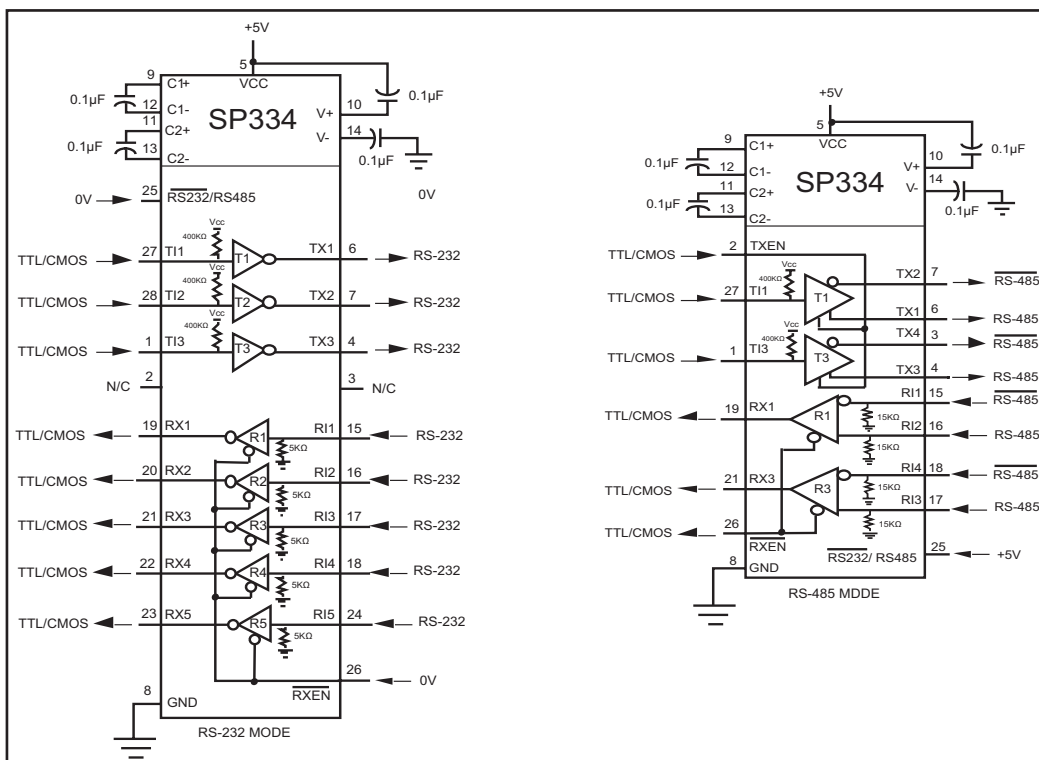 +5V
5
VCC
9 C1+
0.1µF
12 C1-
11 C2+
0.1µF
13 C2-
SP334
0.1µF
V+ 10
V- 14
0.1µF
0V 25 RS232/RS485 0V
Vcc
400KΩ
TTL/CMOS 27 TI1 T1 TX1 6 RS-232
Vcc
400KΩ
TTL/CMOS 28 TI2 T2 TX2 7 RS-232
Vcc
400KΩ
TTL/CMOS 1 TI3 T3 TX3 4 RS-232
N/C 2 3 N/C
TTL/CMOS 19 RX1 R1 RI1 15 RS-232
5KΩ
TTL/CMOS 20 RX2 R2 RI2 16 RS-232
5KΩ
TTL/CMOS 21 RX3 R3 RI3 17 RS-232
5KΩ
TTL/CMOS 22 RX4 R4 RI4 18 RS-232
5KΩ
TTL/CMOS 23 RX5 R5 RI5 24 RS-232
5KΩ
RXEN 26 0V
8 GND
RS-232 MODE
+5V
5
VCC
9 C1+
0.1µF
12 C1-
11 C2+
0.1µF
13 C2-
SP334
0.1µF
V+ 10
V- 14
0.1µF
TTL/CMOS 2 TXEN
Vcc
400KΩ
TX2 7 RS-485
TTL/CMOS 27 TI1 T1
TX1 6 RS-485
Vcc
400KΩ
TX4 3 RS-485
TTL/CMOS 1 TI3 T3
TX3 4 RS-485
RI1 15 RS-485
15KΩ
TTL/CMOS 19 RX1 R1
RI2 16 RS-485
15KΩ
RI4 18 RS-485
15KΩ
TTL/CMOS 21 RX3 R3
RI3 17 RS-485
15KΩ
TTL/CMOS 26 RXEN
RS232/ RS485 25 +5V
8 GND
RS-485 MDDE